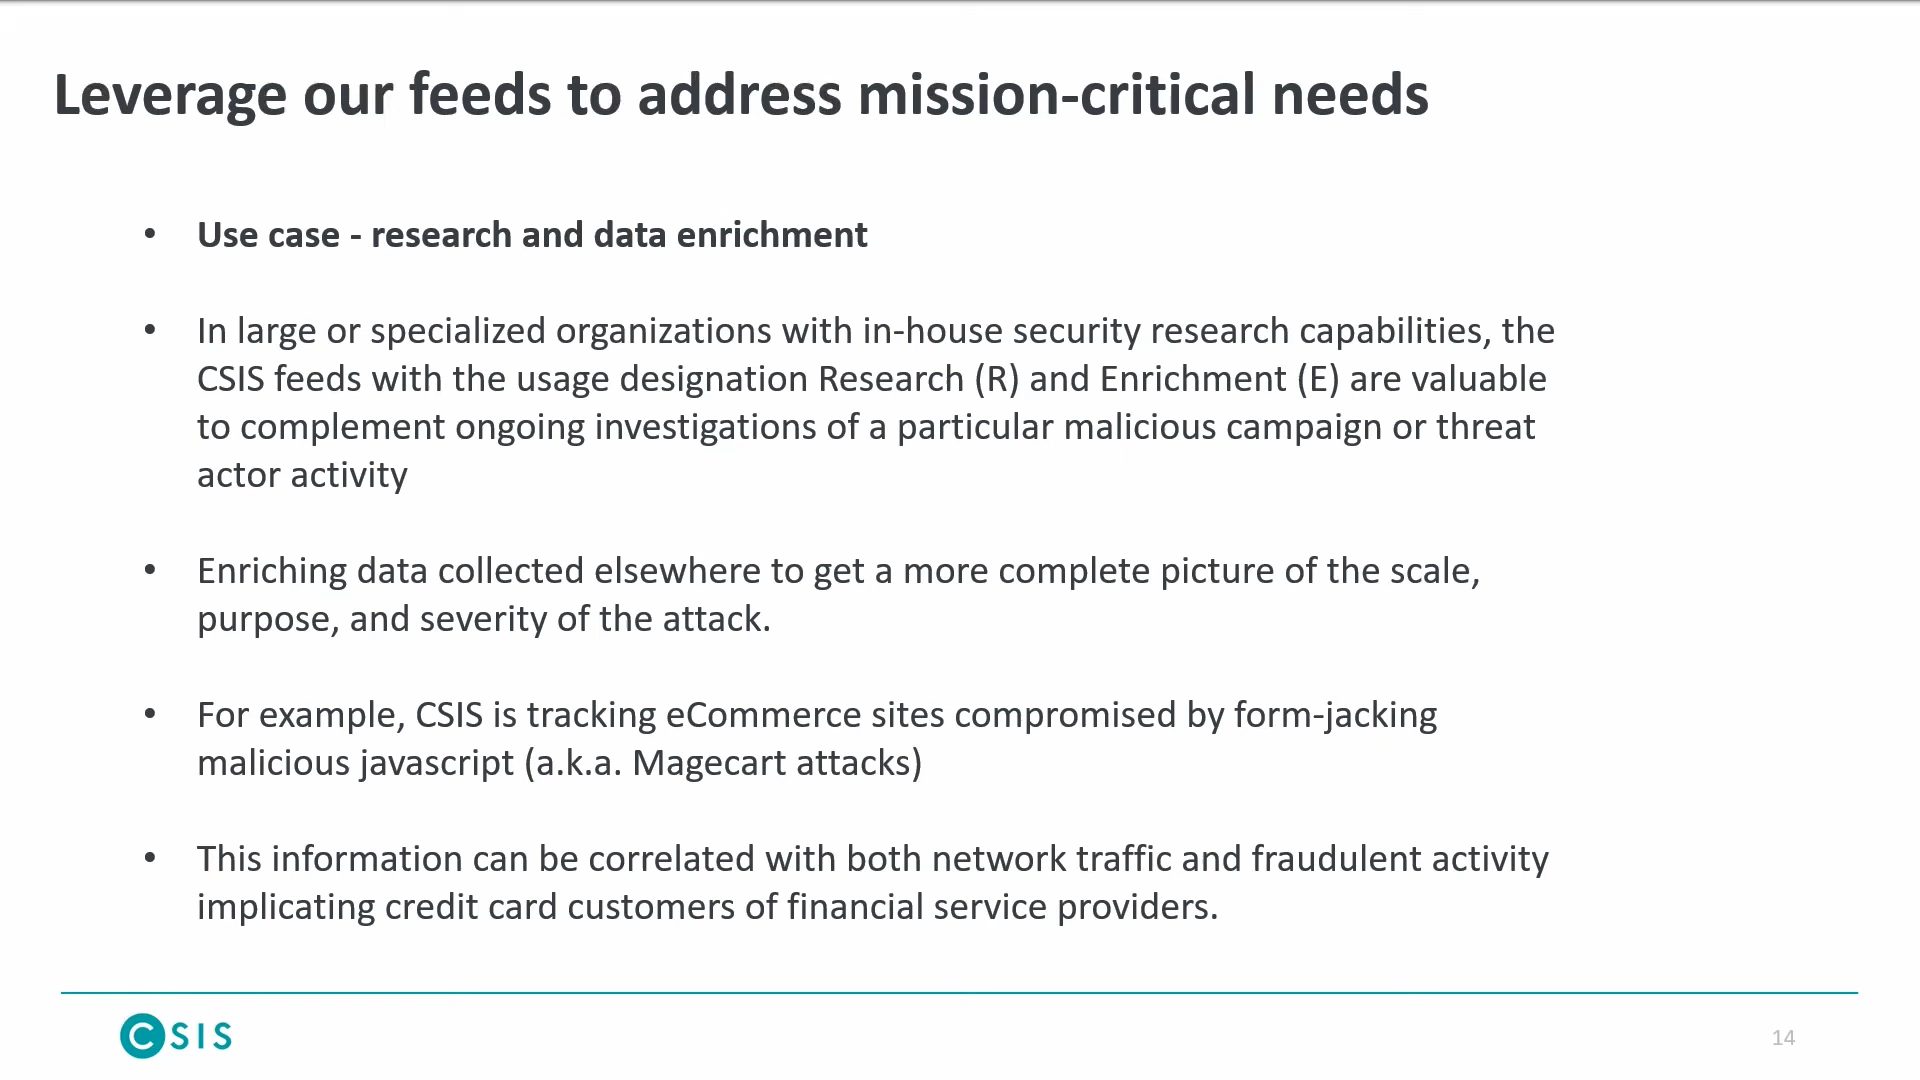 Leverage our feeds to address mission-critical needs
• Use case - research and data enrichment
• In large or specialized organizations with in-house security research capabilities, the
CSIS feeds with the usage designation Research (R) and Enrichment (E) are valuable
to complement ongoing investigations of a particular malicious campaign or threat
actor activity
• Enriching data collected elsewhere to get a more complete picture of the scale,
purpose, and severity of the attack.
• For example, CSIS is tracking eCommerce sites compromised by form-jacking
malicious javascript (a.k.a. Magecart attacks)
• This information can be correlated with both network traffic and fraudulent activity
implicating credit card customers of financial service providers.
CSIS
14